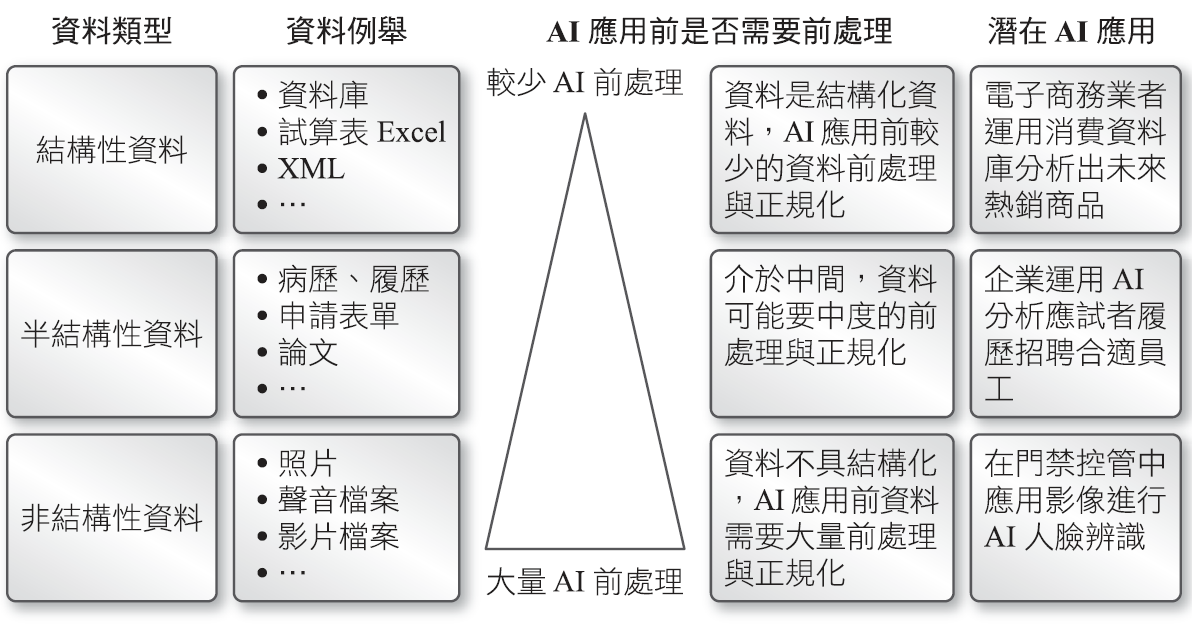 資料類型
資料例舉
AI 應用前是否需要前處理
潛在 AI 應用
結構性資料
• 資料庫
• 試算表 Excel
• XML
• …
較少 AI 前處理
資料是結構化資
料，AI 應用前較
少的資料前處理
與正規化
電子商務業者
運用消費資料
庫分析出未來
熱銷商品
半結構性資料
• 病歷、履歷
• 申請表單
• 論文
• …
介於中間，資料
可能要中度的前
處理與正規化
企業運用 AI
分析應試者履
歷招聘合適員
工
非結構性資料
• 照片
• 聲音檔案
• 影片檔案
• …
大量 AI 前處理
資料不具結構化
，AI 應用前資料
需要大量前處理
與正規化
在門禁控管中
應用影像進行
AI 人臉辨識